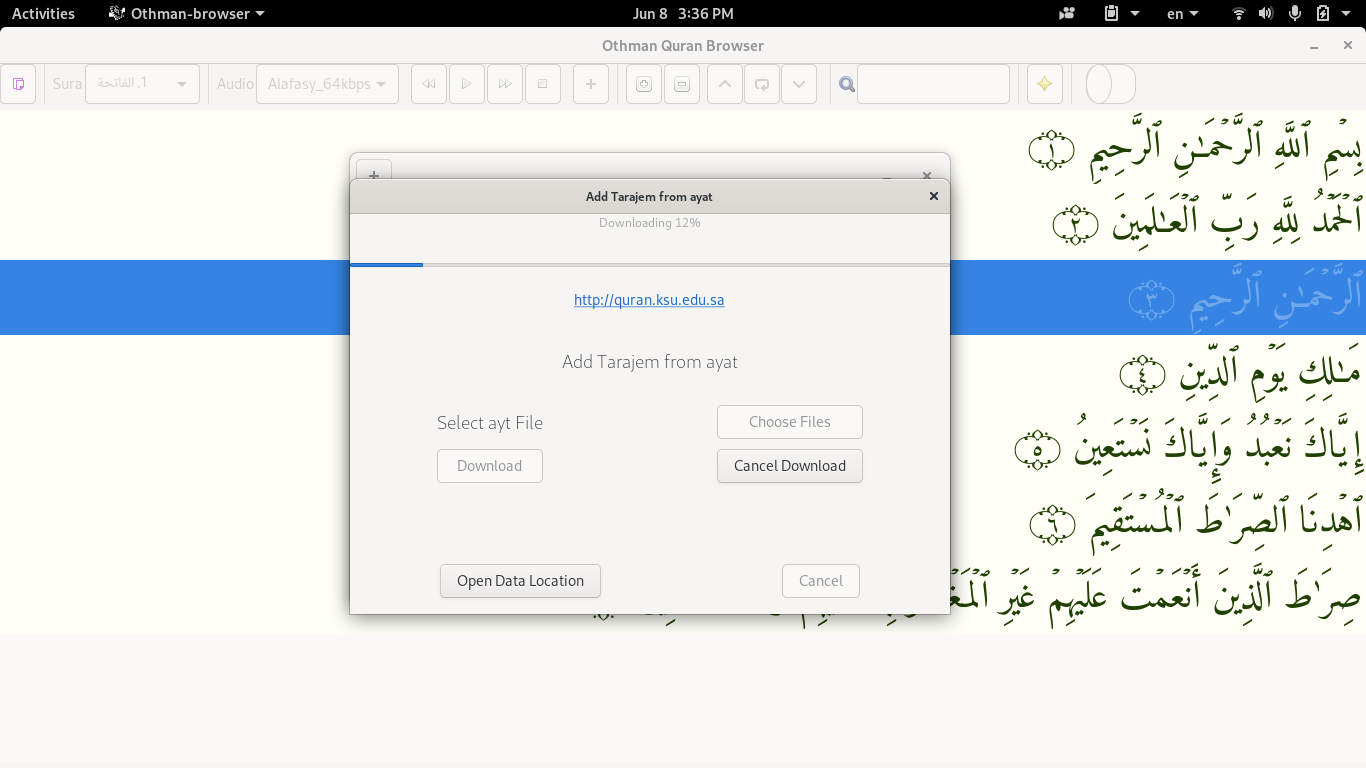 Activities Othman-browser Jun 8 3:36 PM en
Othman Quran Browser
Sura 1. الفاتحة Audio Alafasy_64kbps
بِسْمِ ٱللَّهِ ٱلرَّحْمَـٰنِ ٱلرَّحِيمِ ١
ٱلْحَمْدُ لِلَّهِ رَبِّ ٱلْعَـٰلَمِينَ ٢
ٱلرَّحْمَـٰنِ ٱلرَّحِيمِ ٣
مَـٰلِكِ يَوْمِ ٱلدِّينِ ٤
إِيَّاكَ نَعْبُدُ وَإِيَّاكَ نَسْتَعِينُ ٥
ٱهْدِنَا ٱلصِّرَٰطَ ٱلْمُسْتَقِيمَ ٦
صِرَٰطَ ٱلَّذِينَ أَنْعَمْتَ عَلَيْهِمْ غَيْرِ
Add Tarajem from ayat
Downloading 12%
http://quran.ksu.edu.sa
Add Tarajem from ayat
Select ayt File Choose Files
Download Cancel Download
Open Data Location Cancel